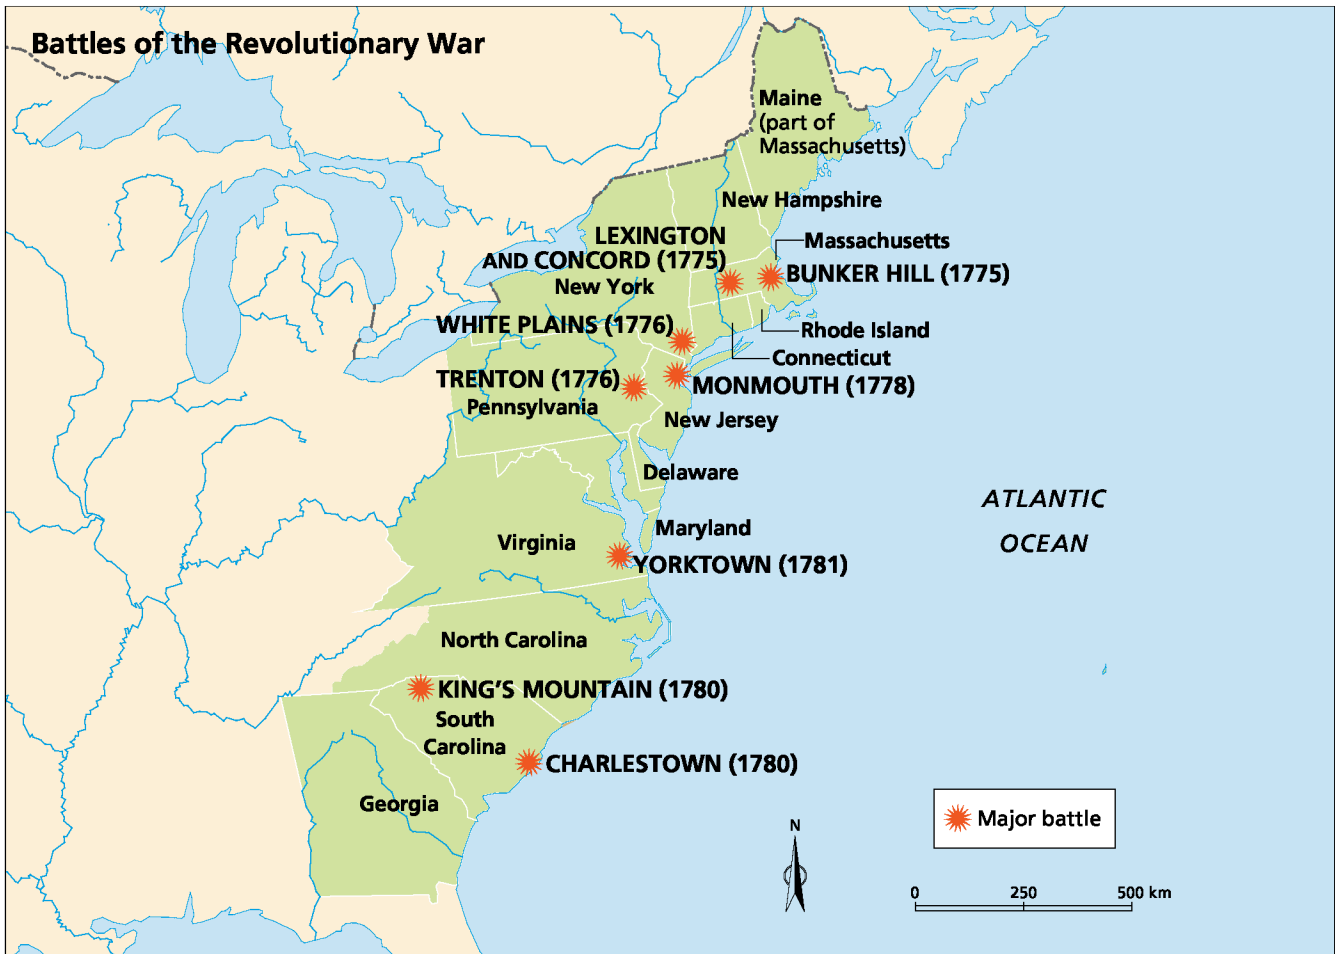 Battles of the Revolutionary War
Maine
(part of
Massachusetts)
New Hampshire
LEXINGTON
AND CONCORD (1775)
Massachusetts
BUNKER HILL (1775)
New York
WHITE PLAINS (1776)
Rhode Island
Connecticut
TRENTON (1776)
MONMOUTH (1778)
Pennsylvania
New Jersey
Delaware
ATLANTIC
OCEAN
Maryland
Virginia
YORKTOWN (1781)
North Carolina
KING'S MOUNTAIN (1780)
South
Carolina
CHARLESTOWN (1780)
Georgia
Major battle
N
0 250 500 km